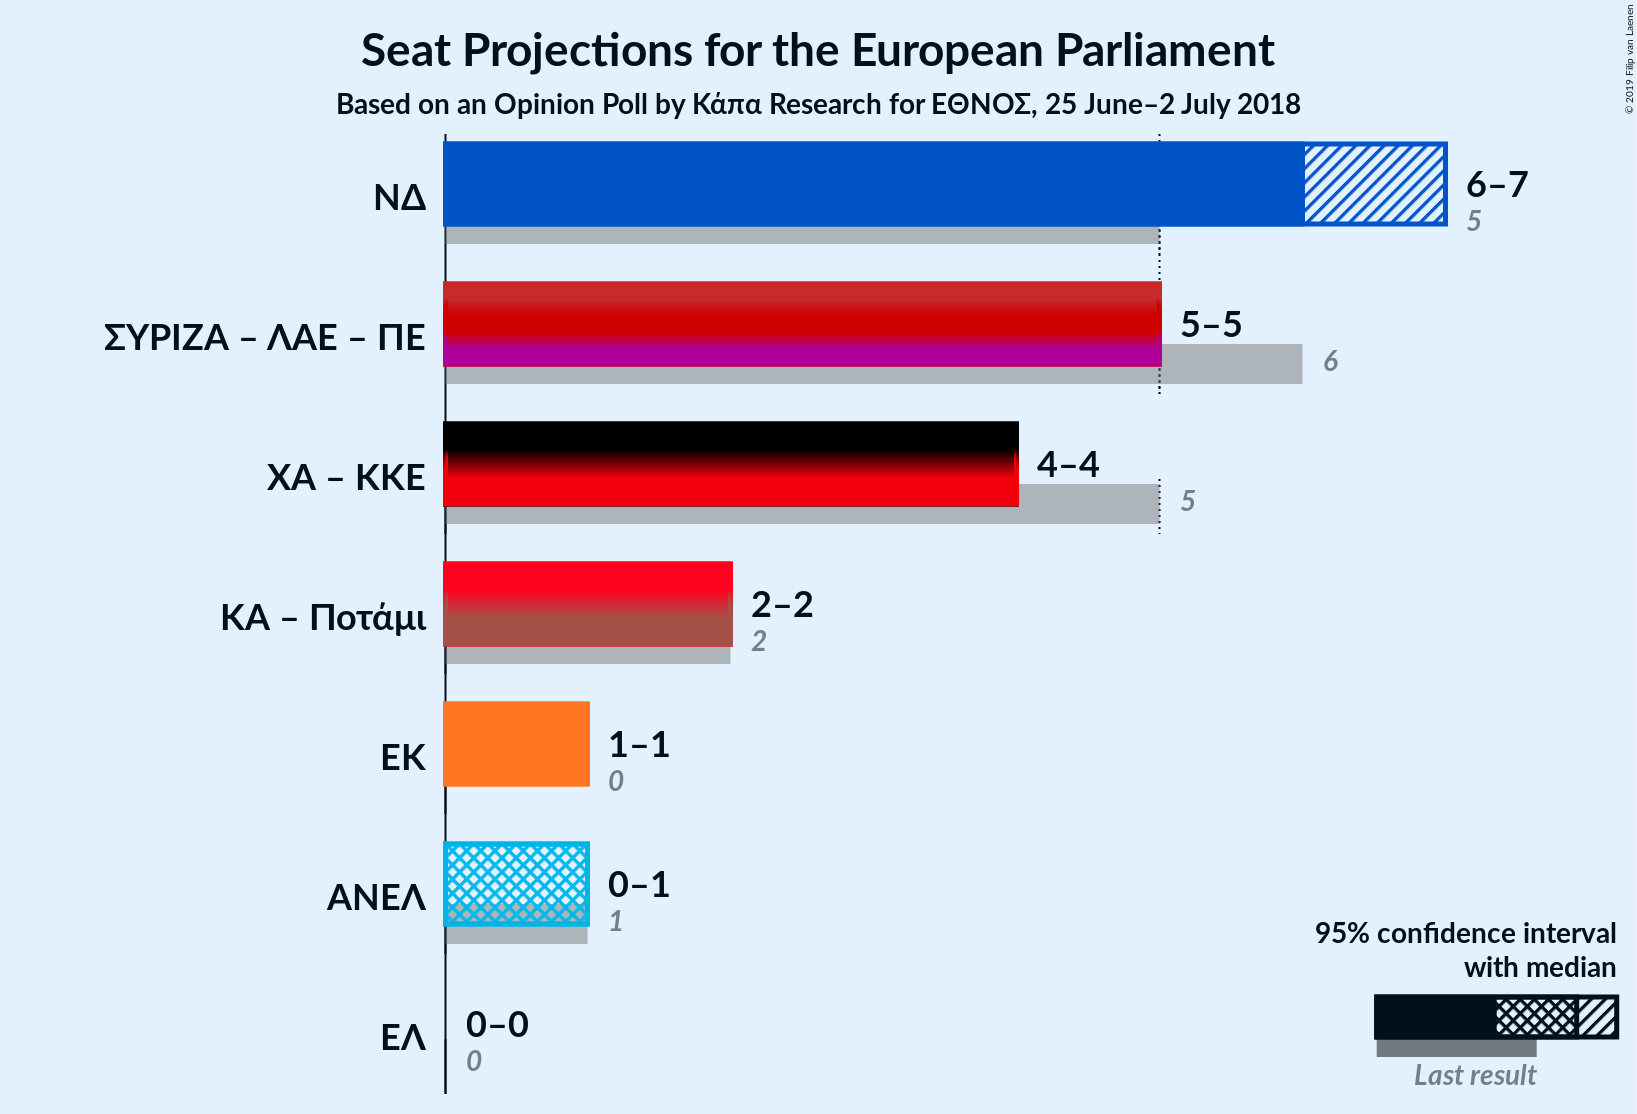 Seat Projections for the European Parliament
Based on an Opinion Poll by Κάπα Research for ΕΘΝΟΣ, 25 June–2 July 2018
© 2019 Filip van Laenen
ΝΔ
6–7
5
ΣΥΡΙΖΑ – ΛΑΕ – ΠΕ
5–5
6
ΧΑ – ΚΚΕ
4–4
5
ΚΑ – Ποτάμι
2–2
2
ΕΚ
1–1
0
ΑΝΕΛ
0–1
1
ΕΛ
0–0
0
95% confidence interval
with median
Last result